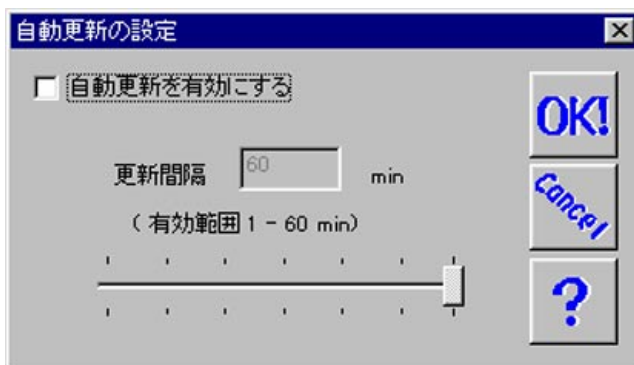 自動更新の設定
自動更新を有効にする
更新間隔 60 min
( 有効範囲 1 - 60 min)
OK!
Cancel
?